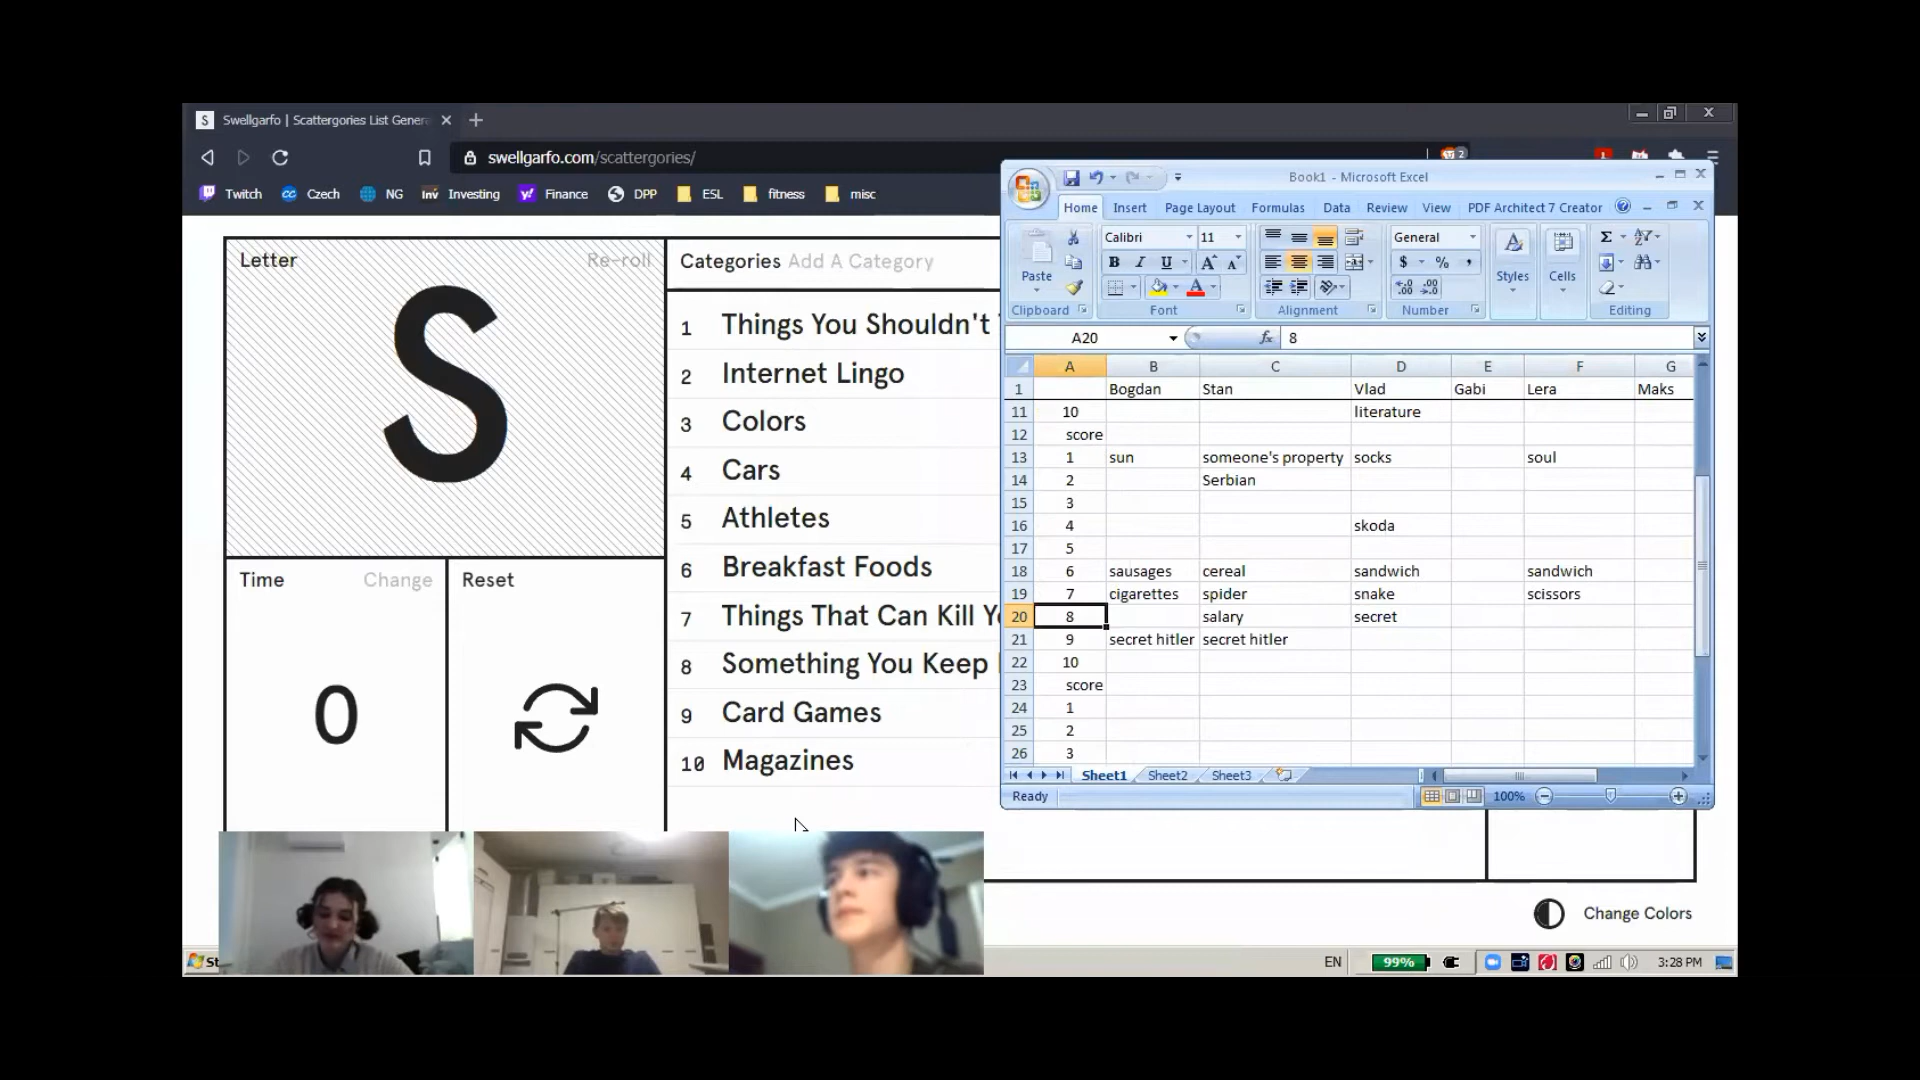 S Swellgarfo | Scattergories List Gener
swellgarfo.com/scattergories/
2
1
Twitch Czech NG Investing Finance DPP ESL fitness misc
Letter Re-roll
S
Time Change
0
Reset
Categories Add A Category
1 Things You Shouldn't
2 Internet Lingo
3 Colors
4 Cars
5 Athletes
6 Breakfast Foods
7 Things That Can Kill Yo
8 Something You Keep
9 Card Games
10 Magazines
Change Colors
Book1 - Microsoft Excel
Home Insert Page Layout Formulas Data Review View PDF Architect 7 Creator
Calibri 11 General
Paste B I U A A $ % , Styles Cells
Clipboard Font Alignment Number Editing
A20 fx 8
A B C D E F G
1 Bogdan Stan Vlad Gabi Lera Maks
11 10 literature
12 score
13 1 sun someone's property socks soul
14 2 Serbian
15 3
16 4 skoda
17 5
18 6 sausages cereal sandwich sandwich
19 7 cigarettes spider snake scissors
20 8 salary secret
21 9 secret hitler secret hitler
22 10
23 score
24 1
25 2
26 3
Sheet1 Sheet2 Sheet3
Ready 100%
St EN 99% 3:28 PM